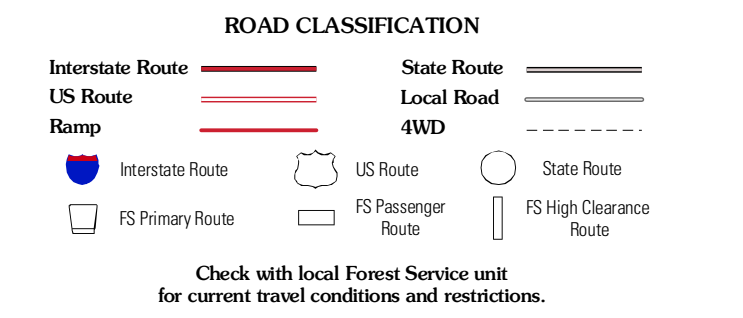 ROAD CLASSIFICATION
Interstate Route
State Route
US Route
Local Road
Ramp
4WD
Interstate Route
US Route
State Route
FS Primary Route
FS Passenger
Route
FS High Clearance
Route
Check with local Forest Service unit
for current travel conditions and restrictions.